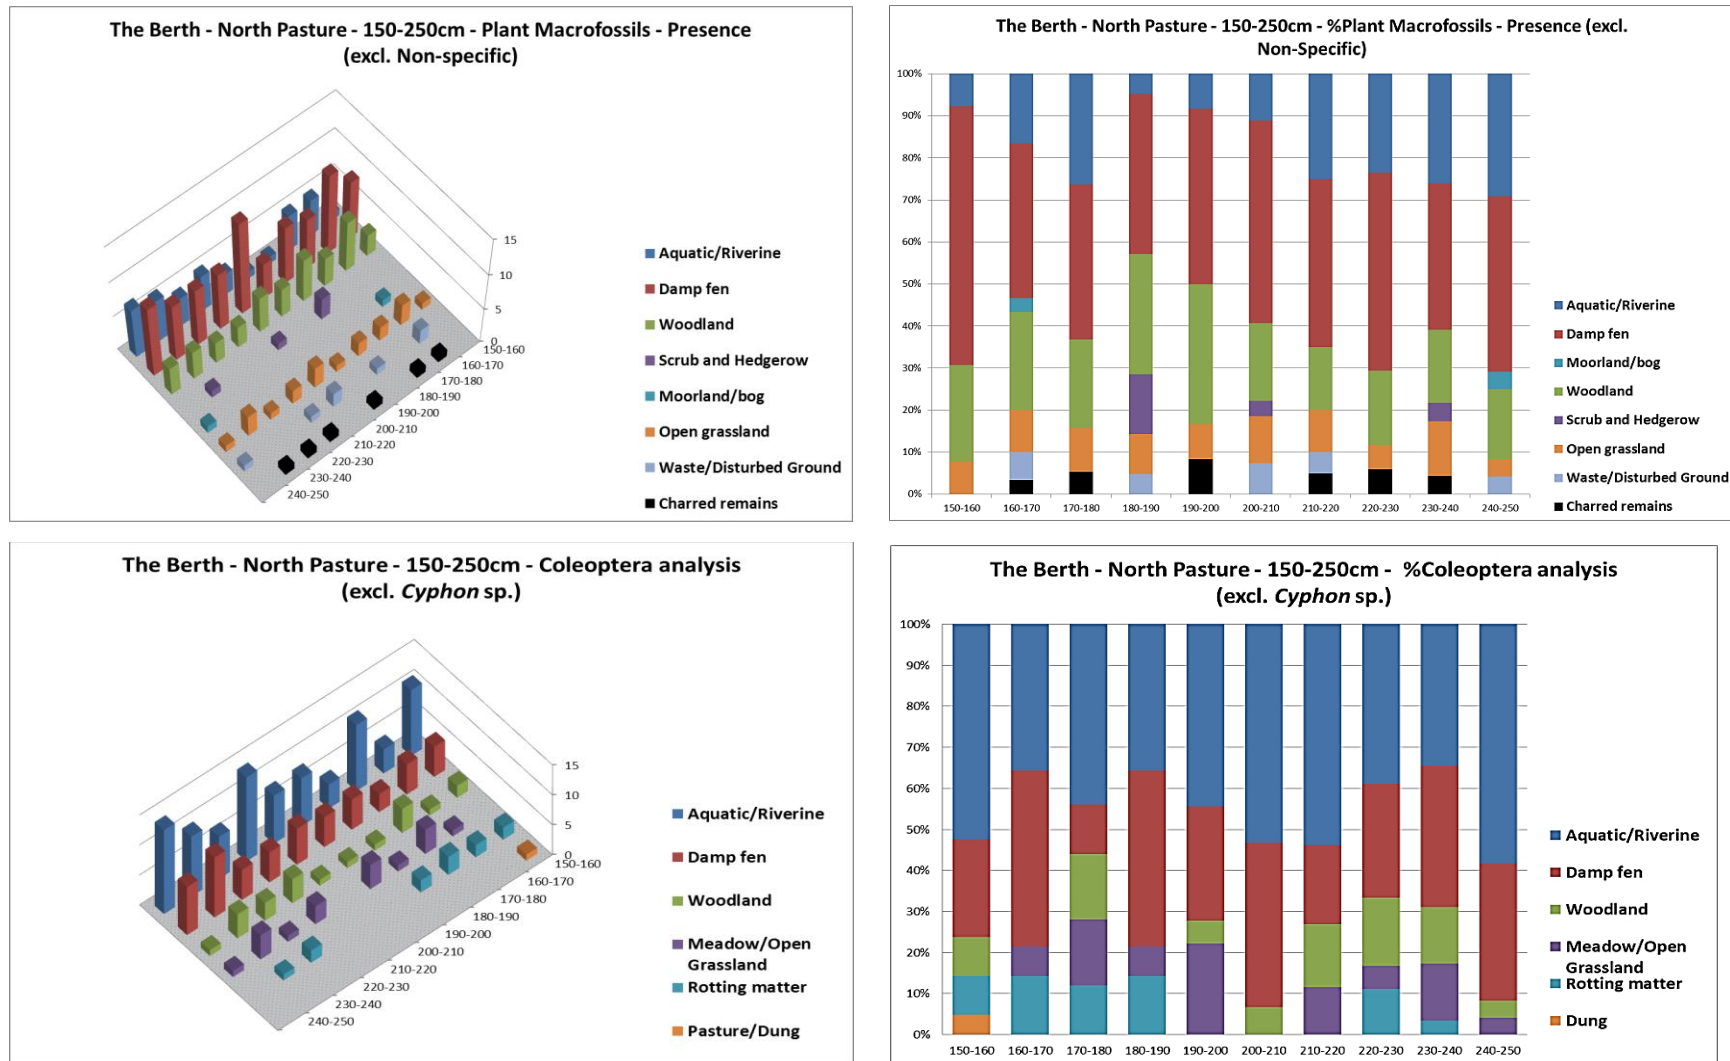 The Berth - North Pasture - 150-250cm - Plant Macrofossils - Presence
(excl. Non-specific)
15
10
5
0
150-160
160-170
170-180
180-190
190-200
200-210
210-220
220-230
230-240
240-250
Aquatic/Riverine
Damp fen
Woodland
Scrub and Hedgerow
Moorland/bog
Open grassland
Waste/Disturbed Ground
Charred remains
The Berth - North Pasture - 150-250cm - %Plant Macrofossils - Presence (excl.
Non-Specific)
100%
90%
80%
70%
60%
50%
40%
30%
20%
10%
0%
150-160 160-170 170-180 180-190 190-200 200-210 210-220 220-230 230-240 240-250
Aquatic/Riverine
Damp fen
Moorland/bog
Woodland
Scrub and Hedgerow
Open grassland
Waste/Disturbed Ground
Charred remains
The Berth - North Pasture - 150-250cm - Coleoptera analysis
(excl. Cyphon sp.)
15
10
5
0
150-160
160-170
170-180
180-190
190-200
200-210
210-220
220-230
230-240
240-250
Aquatic/Riverine
Damp fen
Woodland
Meadow/Open
Grassland
Rotting matter
Pasture/Dung
The Berth - North Pasture - 150-250cm - %Coleoptera analysis
(excl. Cyphon sp.)
100%
90%
80%
70%
60%
50%
40%
30%
20%
10%
0%
150-160 160-170 170-180 180-190 190-200 200-210 210-220 220-230 230-240 240-250
Aquatic/Riverine
Damp fen
Woodland
Meadow/Open
Grassland
Rotting matter
Dung